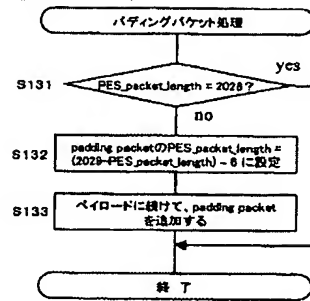 パディングパケット処理
S131
PES_packet_length = 2028?
yes
no
S132
padding packetのPES_packet_length =
(2029-PES_packet_length) - 6 に設定
S133
ペイロードに続けて、padding packet
を追加する
終了